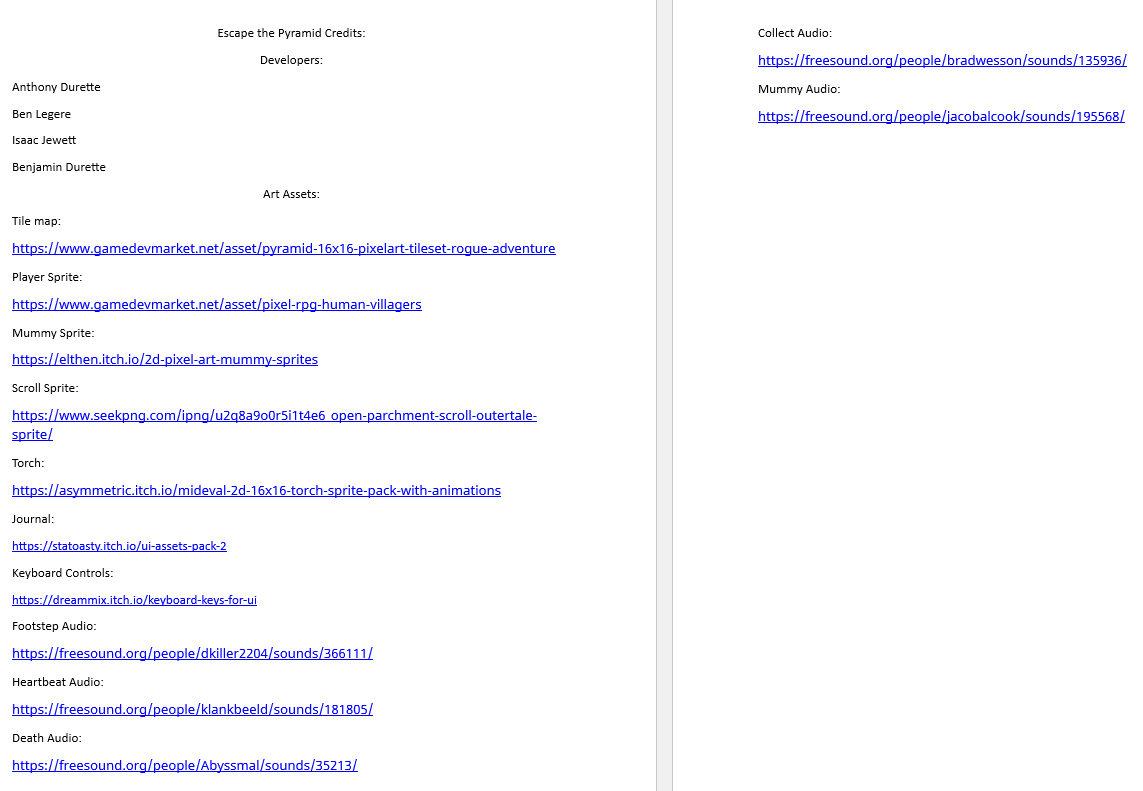 Escape the Pyramid Credits:
Developers:
Anthony Durette
Ben Legere
Isaac Jewett
Benjamin Durette
Art Assets:
Tile map:
https://www.gamedevmarket.net/asset/pyramid-16x16-pixelart-tileset-rogue-adventure
Player Sprite:
https://www.gamedevmarket.net/asset/pixel-rpg-human-villagers
Mummy Sprite:
https://elthen.itch.io/2d-pixel-art-mummy-sprites
Scroll Sprite:
https://www.seekpng.com/ipng/u2q8a9o0r5i1t4e6_open-parchment-scroll-outertale-
sprite/
Torch:
https://asymmetric.itch.io/mideval-2d-16x16-torch-sprite-pack-with-animations
Journal:
https://statoasty.itch.io/ui-assets-pack-2
Keyboard Controls:
https://dreammix.itch.io/keyboard-keys-for-ui
Footstep Audio:
https://freesound.org/people/dkiller2204/sounds/366111/
Heartbeat Audio:
https://freesound.org/people/klankbeeld/sounds/181805/
Death Audio:
https://freesound.org/people/Abyssmal/sounds/35213/
Collect Audio:
https://freesound.org/people/bradwesson/sounds/135936/
Mummy Audio:
https://freesound.org/people/jacobalcook/sounds/195568/